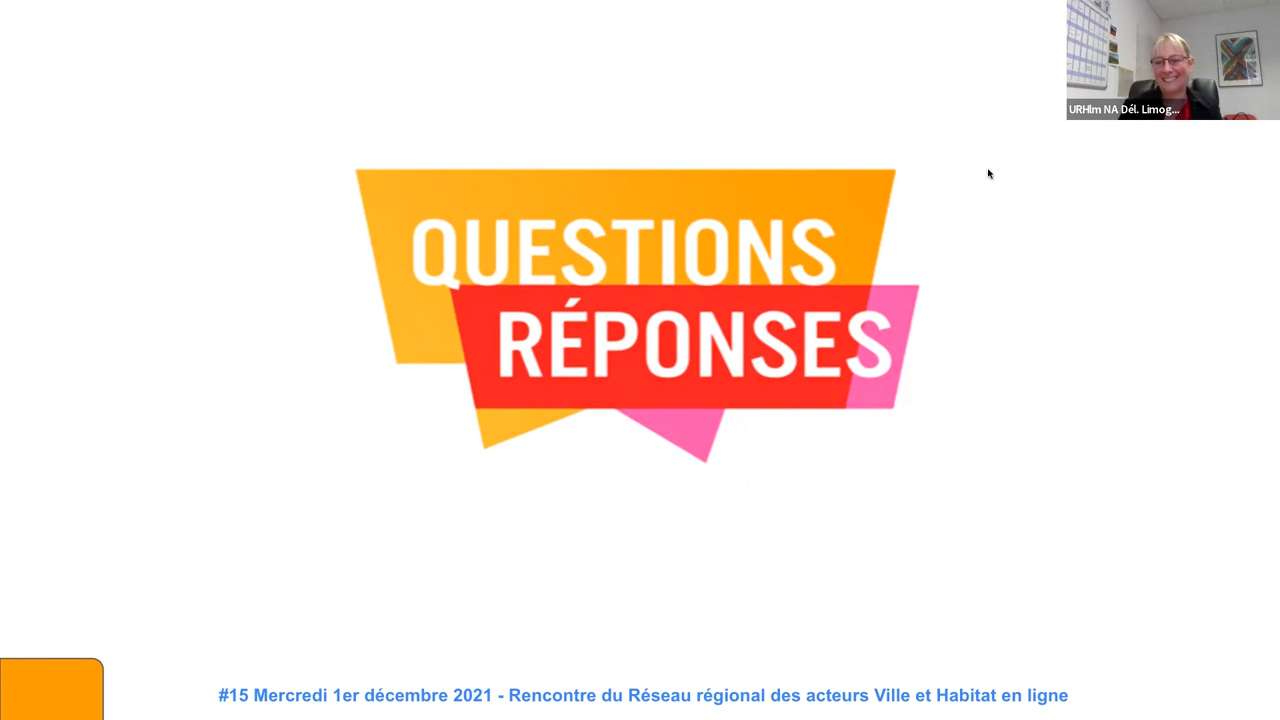 URHlm NA Dél. Limog...
QUESTIONS
RÉPONSES
#15 Mercredi 1er décembre 2021 - Rencontre du Réseau régional des acteurs Ville et Habitat en ligne